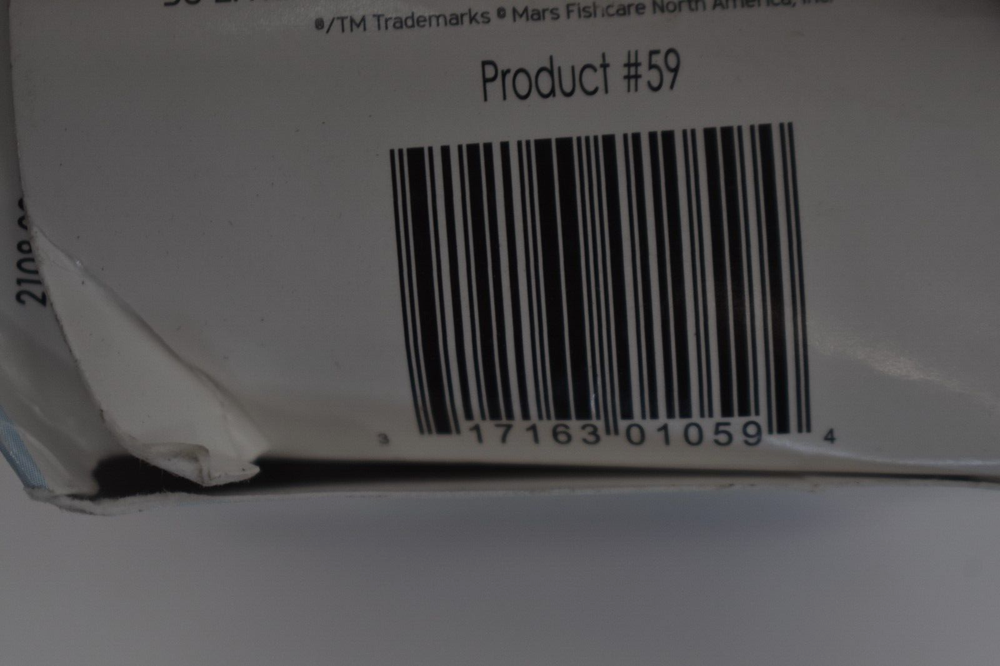 ®/TM Trademarks ® Mars Fishcare North America, Inc.
Product #59
3 17163 01059 4